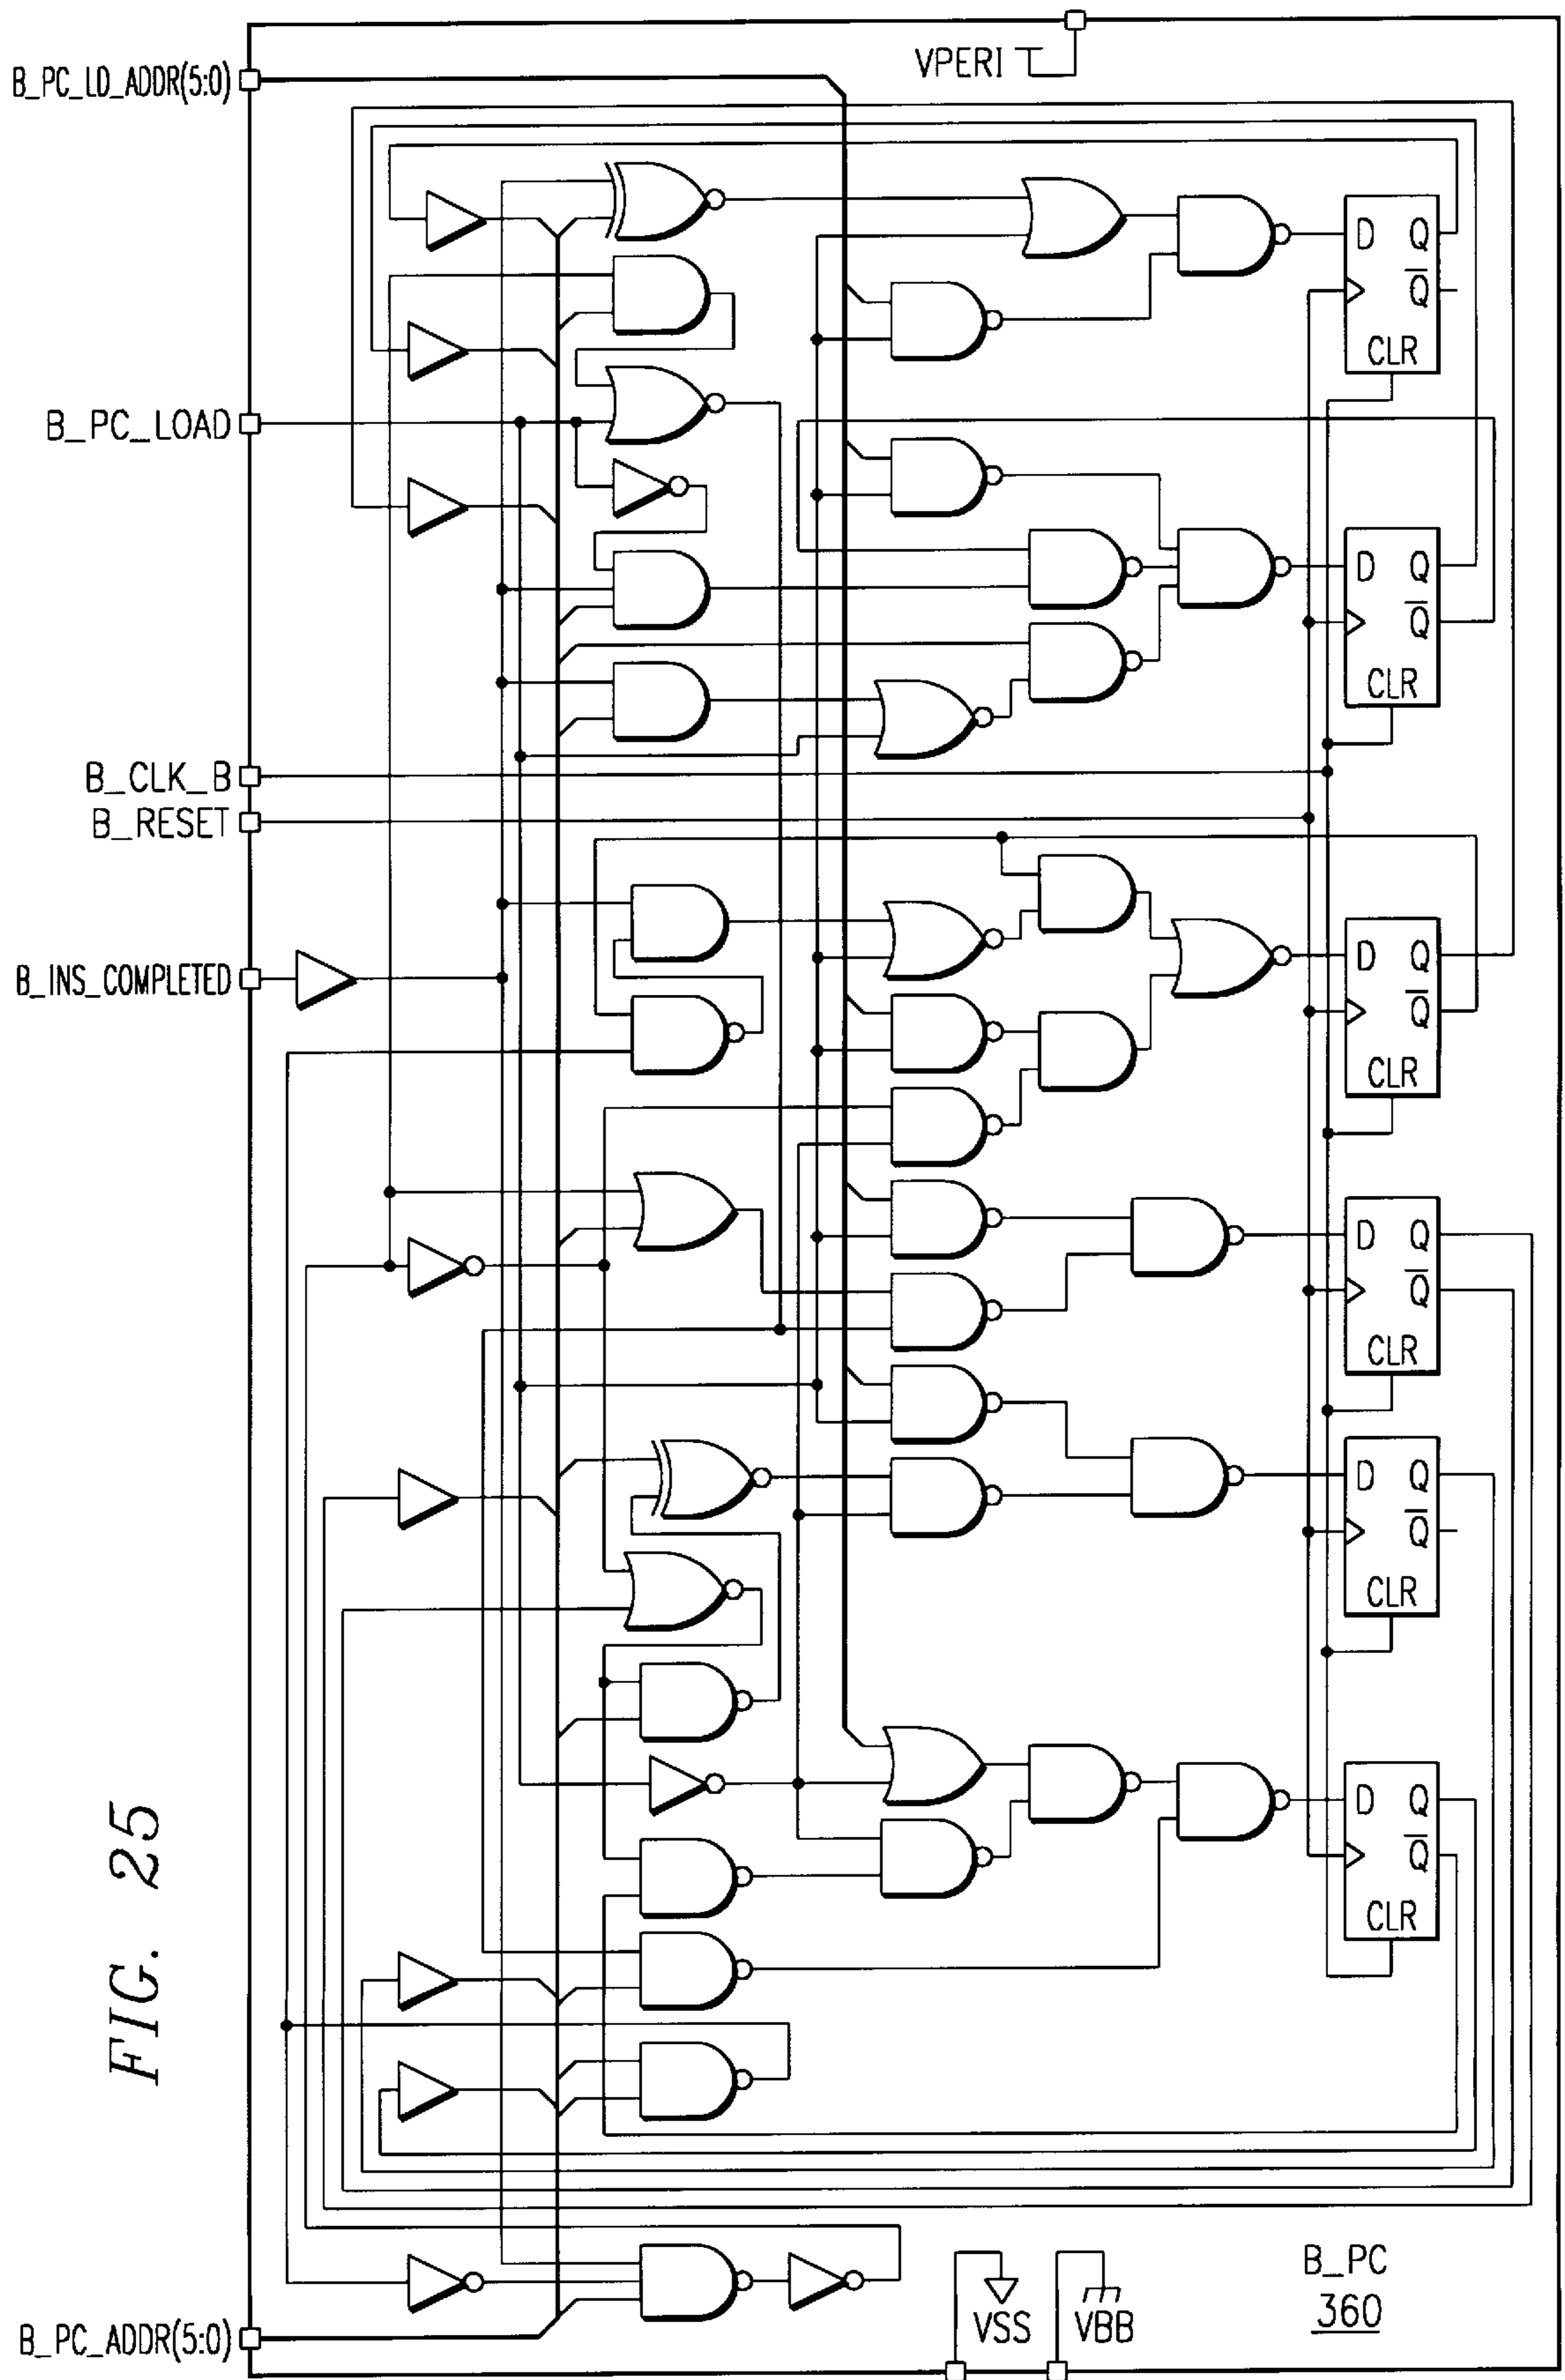 VPERI
B_PC_LD_ADDR(5:0)
D Q
Q̅
CLR
B_PC_LOAD
D Q
Q̅
CLR
B_CLK_B
B_RESET
B_INS_COMPLETED
D Q
Q̅
CLR
D Q
Q̅
CLR
D Q
Q̅
CLR
D Q
Q̅
CLR
FIG. 25
B_PC
360
VSS
VBB
B_PC_ADDR(5:0)